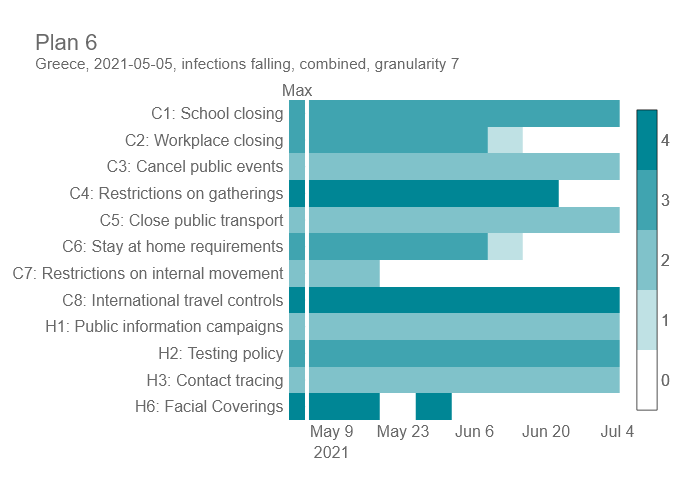 Plan 6
Greece, 2021-05-05, infections falling, combined, granularity 7
Max
C1: School closing
C2: Workplace closing
C3: Cancel public events
C4: Restrictions on gatherings
C5: Close public transport
C6: Stay at home requirements
C7: Restrictions on internal movement
C8: International travel controls
H1: Public information campaigns
H2: Testing policy
H3: Contact tracing
H6: Facial Coverings
4
3
2
1
0
May 9 May 23 Jun 6 Jun 20 Jul 4
2021